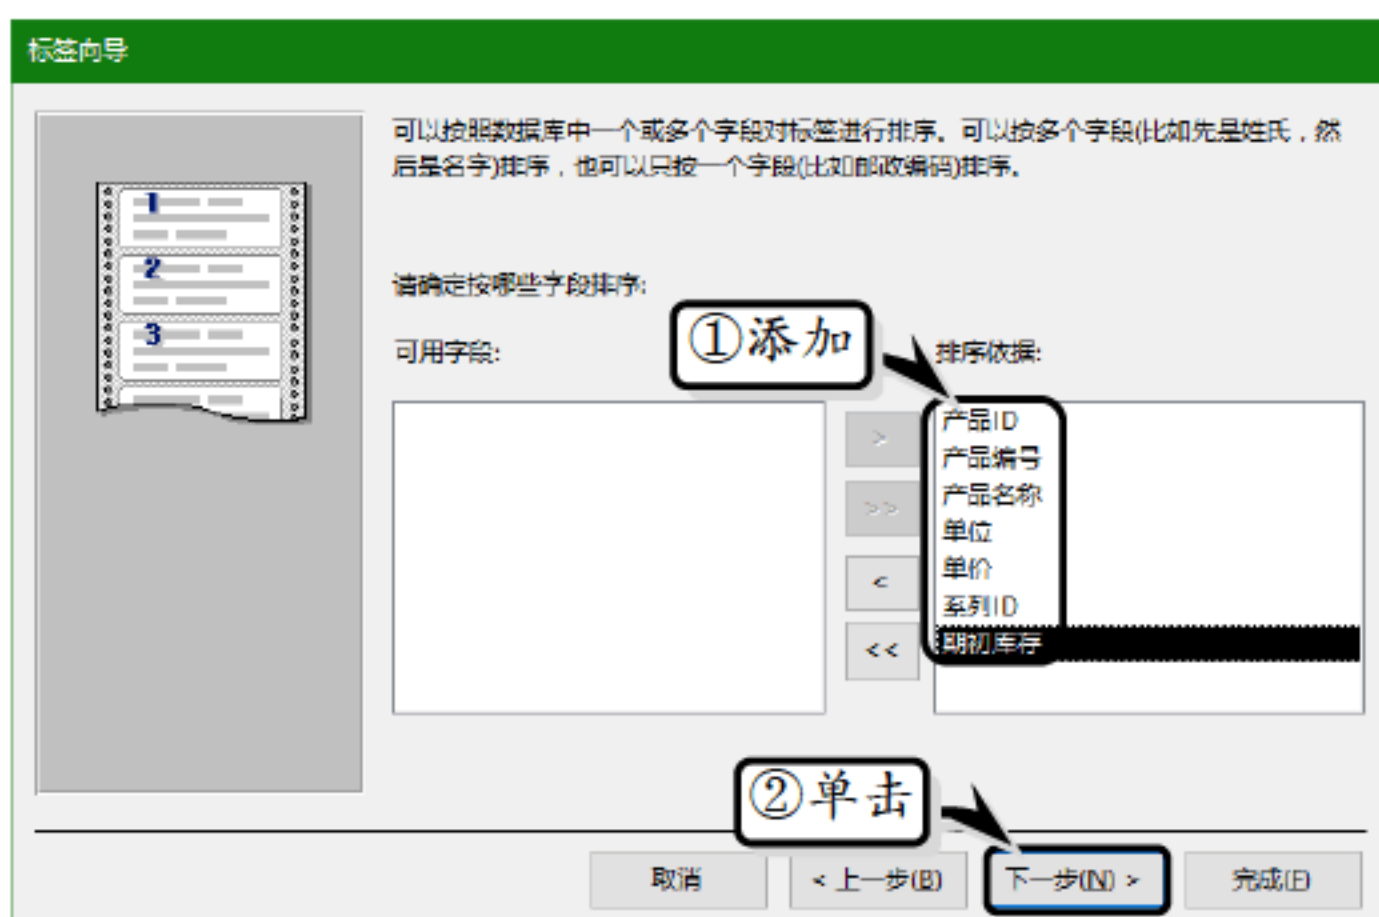 标签向导
可以按照数据库中一个或多个字段对标签进行排序。可以按多个字段(比如先是姓氏，然
后是名字)排序，也可以只按一个字段(比如邮政编码)排序。
1
2
3
请确定按哪些字段排序:
①添加
可用字段:
排序依据:
>
>>
<
<<
产品ID
产品编号
产品名称
单位
单价
系列ID
期初库存
②单击
取消
< 上一步(B)
下一步(N) >
完成(F)